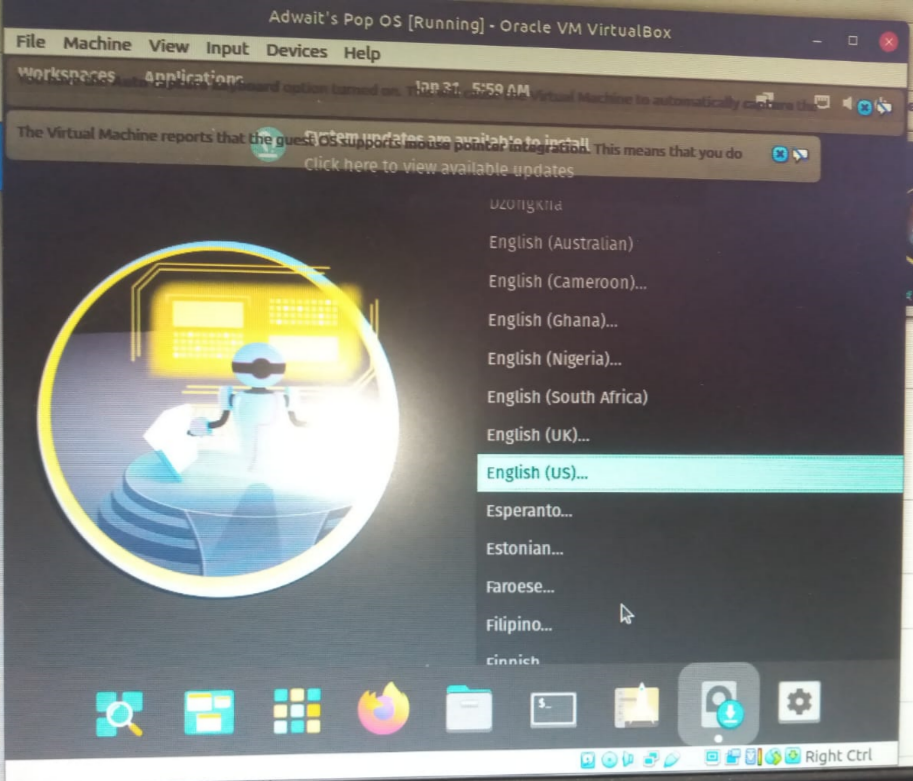 Adwait's Pop OS [Running] - Oracle VM VirtualBox
File Machine View Input Devices Help
Workspaces Applications Jan 31 5:59 AM
Auto capture keyboard option turned on. the Virtual Machine to automatically capture the
System updates are available to install
The Virtual Machine reports that the guest OS supports mouse pointer integration. This means that you do
Click here to view available updates
Dzongkha
English (Australian)
English (Cameroon)...
English (Ghana)...
English (Nigeria)...
English (South Africa)
English (UK)...
English (US)...
Esperanto...
Estonian...
Faroese...
Filipino...
Finnish
$_
Right Ctrl